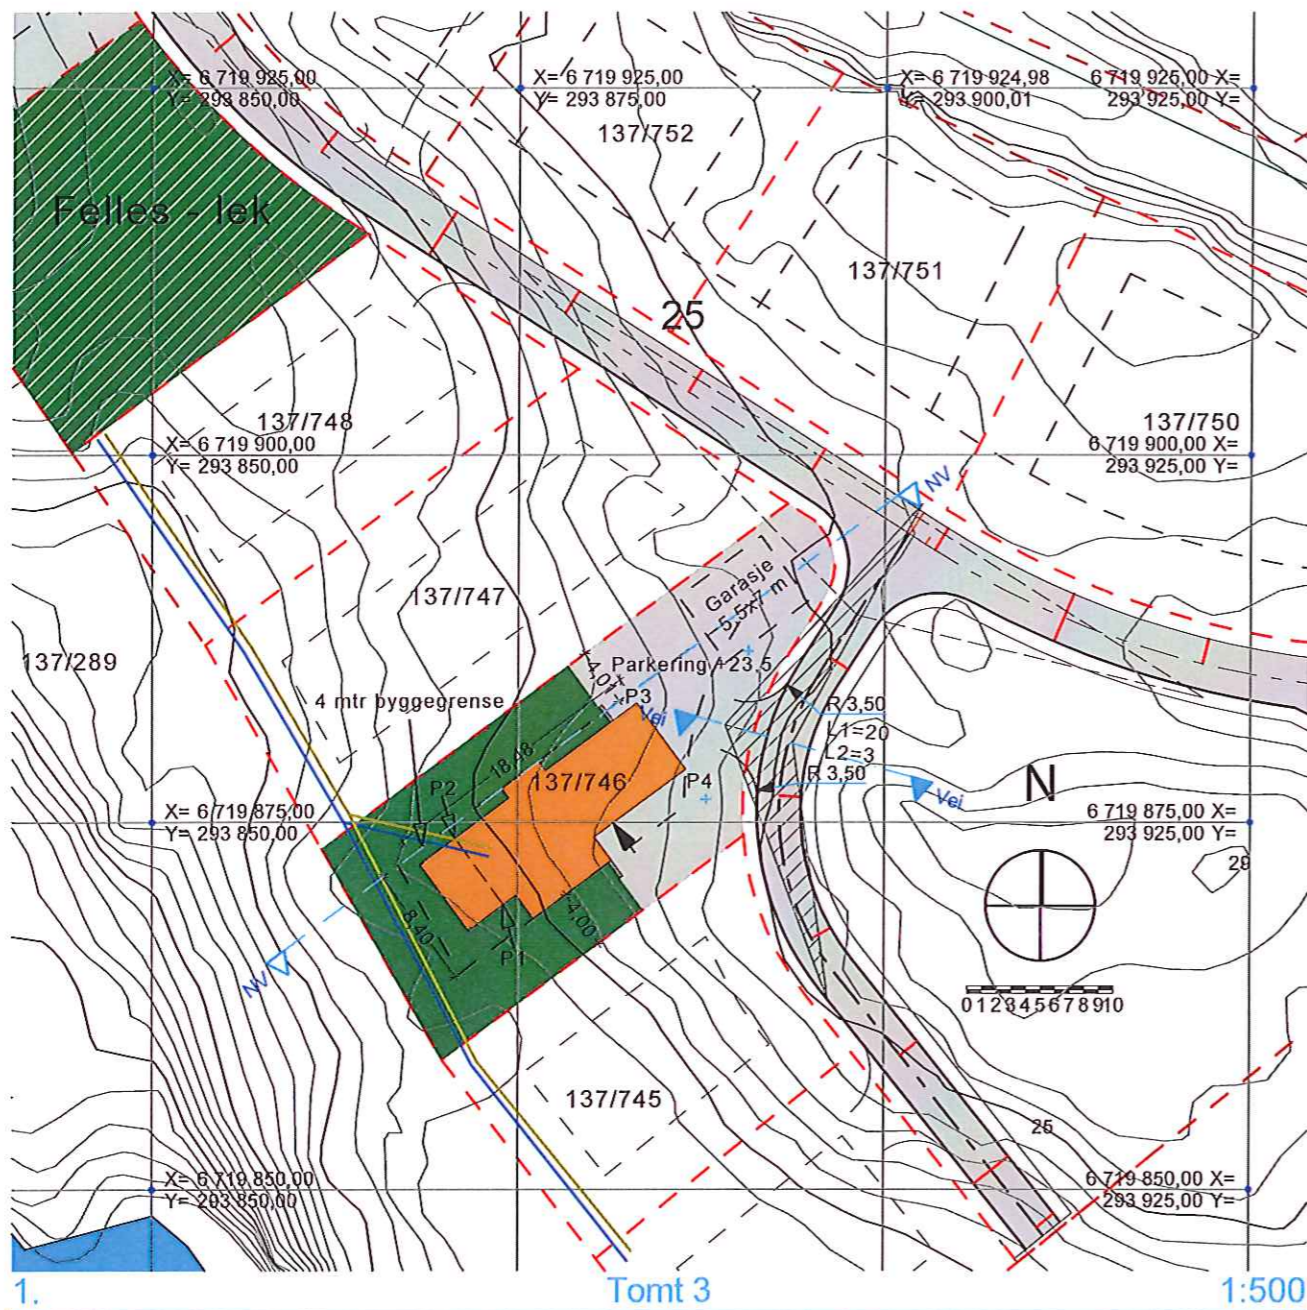 X= 6 719 925,00
Y= 293 850,00
X= 6 719 925,00
Y= 293 875,00
X= 6 719 924,98
Y= 293 900,01
6 719 925,00 X=
293 925,00 Y=
137/752
Felles - lek
137/751
25
137/748
137/750
X= 6 719 900,00
Y= 293 850,00
6 719 900,00 X=
293 925,00 Y=
NV
Garasje
5,5x7 m
137/747
137/289
Parkering +23,5
4,0
P3
4 mtr byggegrense
Vei
R 3,50
L1=20
L2=3
R 3,50
18,48
137/746
P2
P4
N
Vei
X= 6 719 875,00
Y= 293 850,00
6 719 875,00 X=
293 925,00 Y=
29
8,40
4,00
P1
NV
0 1 2 3 4 5 6 7 8 9 10
137/745
25
X= 6 719 850,00
Y= 293 850,00
6 719 850,00 X=
293 925,00 Y=
1.
Tomt 3
1:500